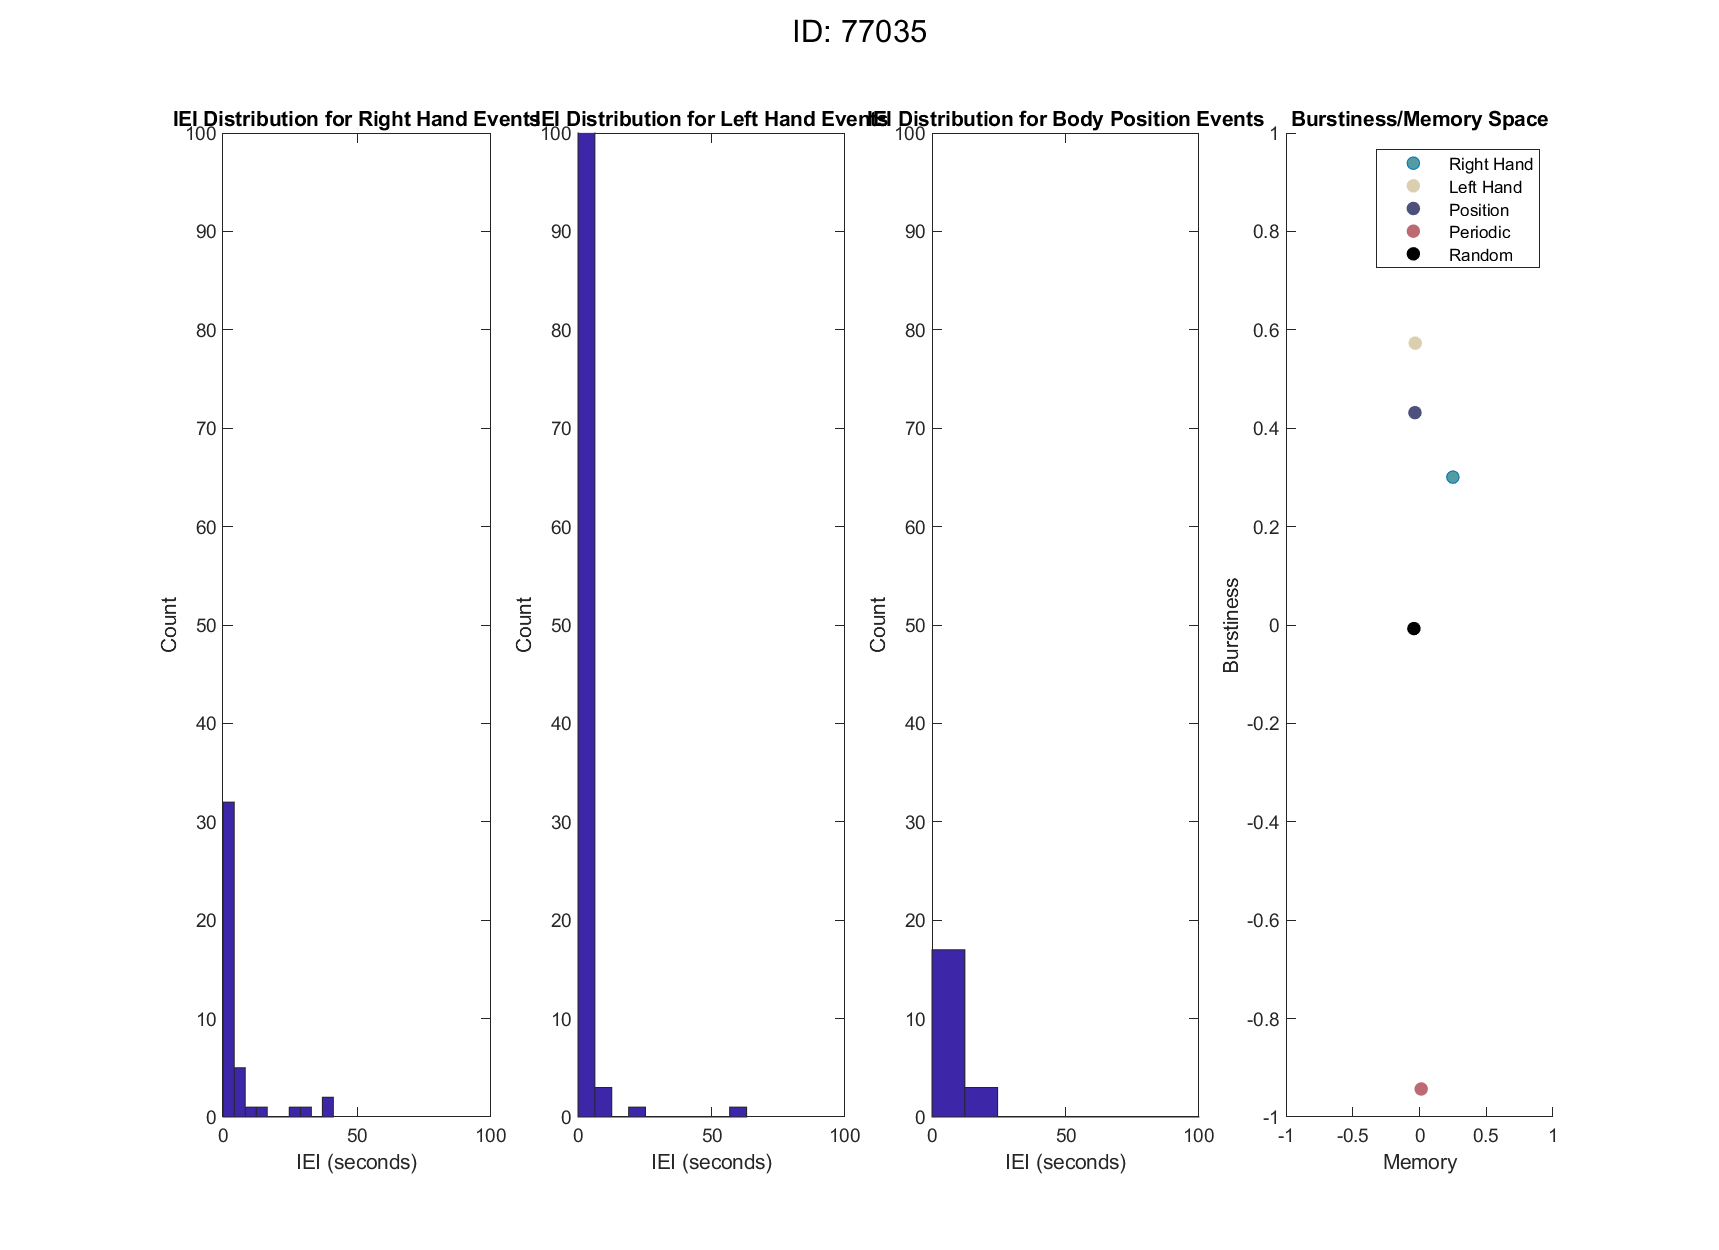 ID: 77035
IEI Distribution for Right Hand Events
IEI Distribution for Left Hand Events
IEI Distribution for Body Position Events
Burstiness/Memory Space
100
90
80
70
60
50
40
30
20
10
0
Count
0 50 100
IEI (seconds)
100
90
80
70
60
50
40
30
20
10
0
Count
0 50 100
IEI (seconds)
100
90
80
70
60
50
40
30
20
10
0
Count
0 50 100
IEI (seconds)
1
0.8
0.6
0.4
0.2
0
-0.2
-0.4
-0.6
-0.8
-1
Burstiness
-1 -0.5 0 0.5 1
Memory
Right Hand
Left Hand
Position
Periodic
Random